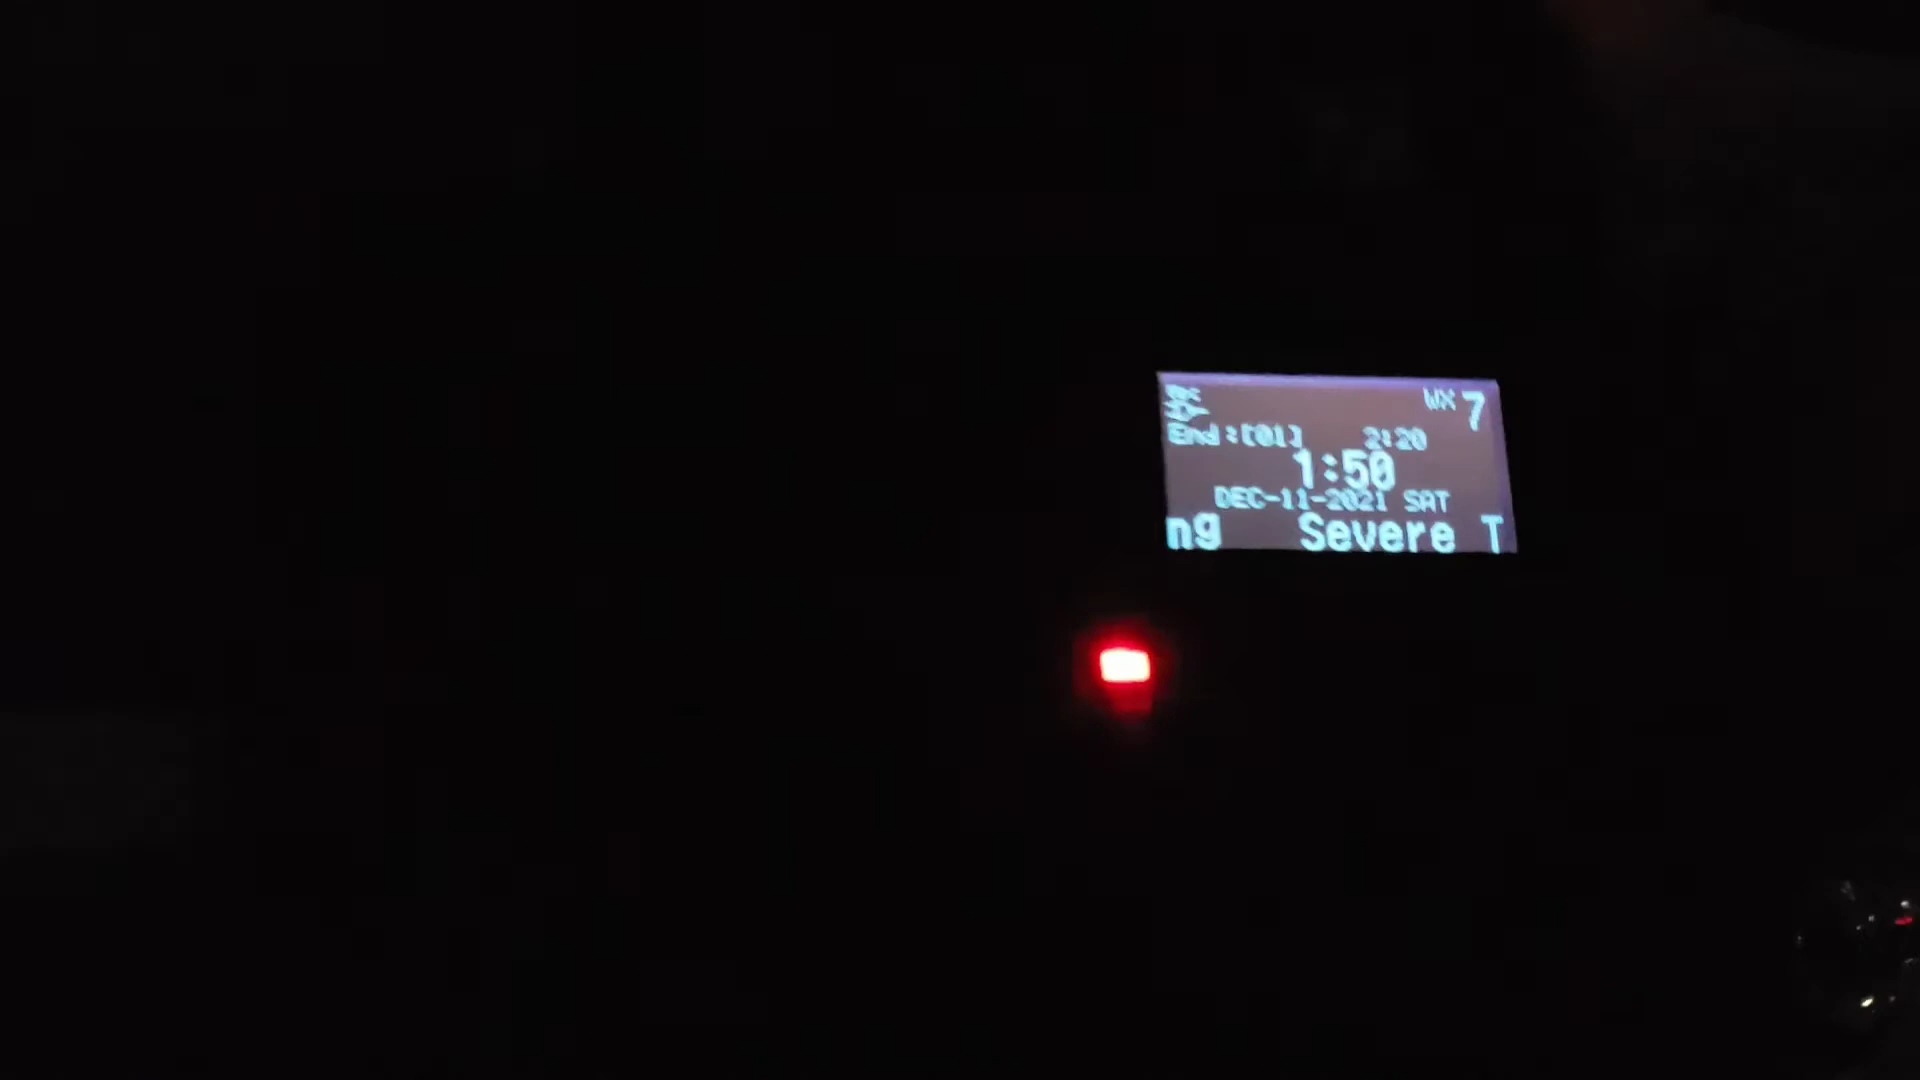 WX 7
End:[01] 2:20
1:50
DEC-11-2021 SAT
ng Severe T